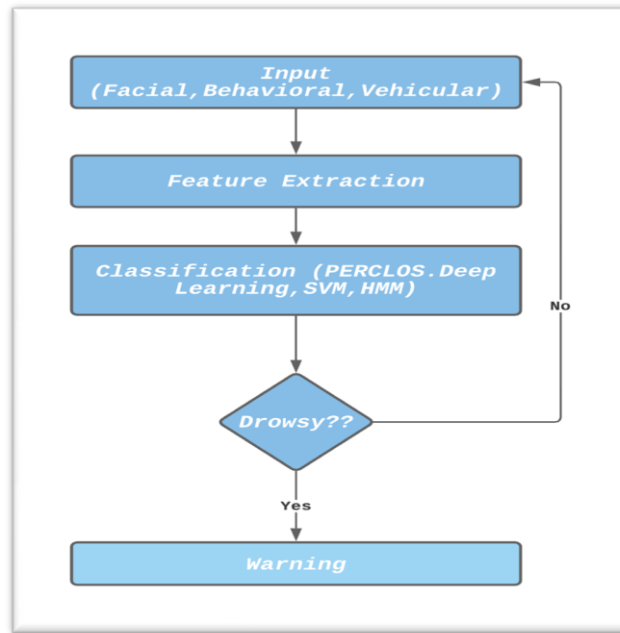 Input
(Facial,Behavioral,Vehicular)
Feature Extraction
Classification (PERCLOS.Deep
Learning,SVM,HMM)
No
Drowsy??
Yes
Warning